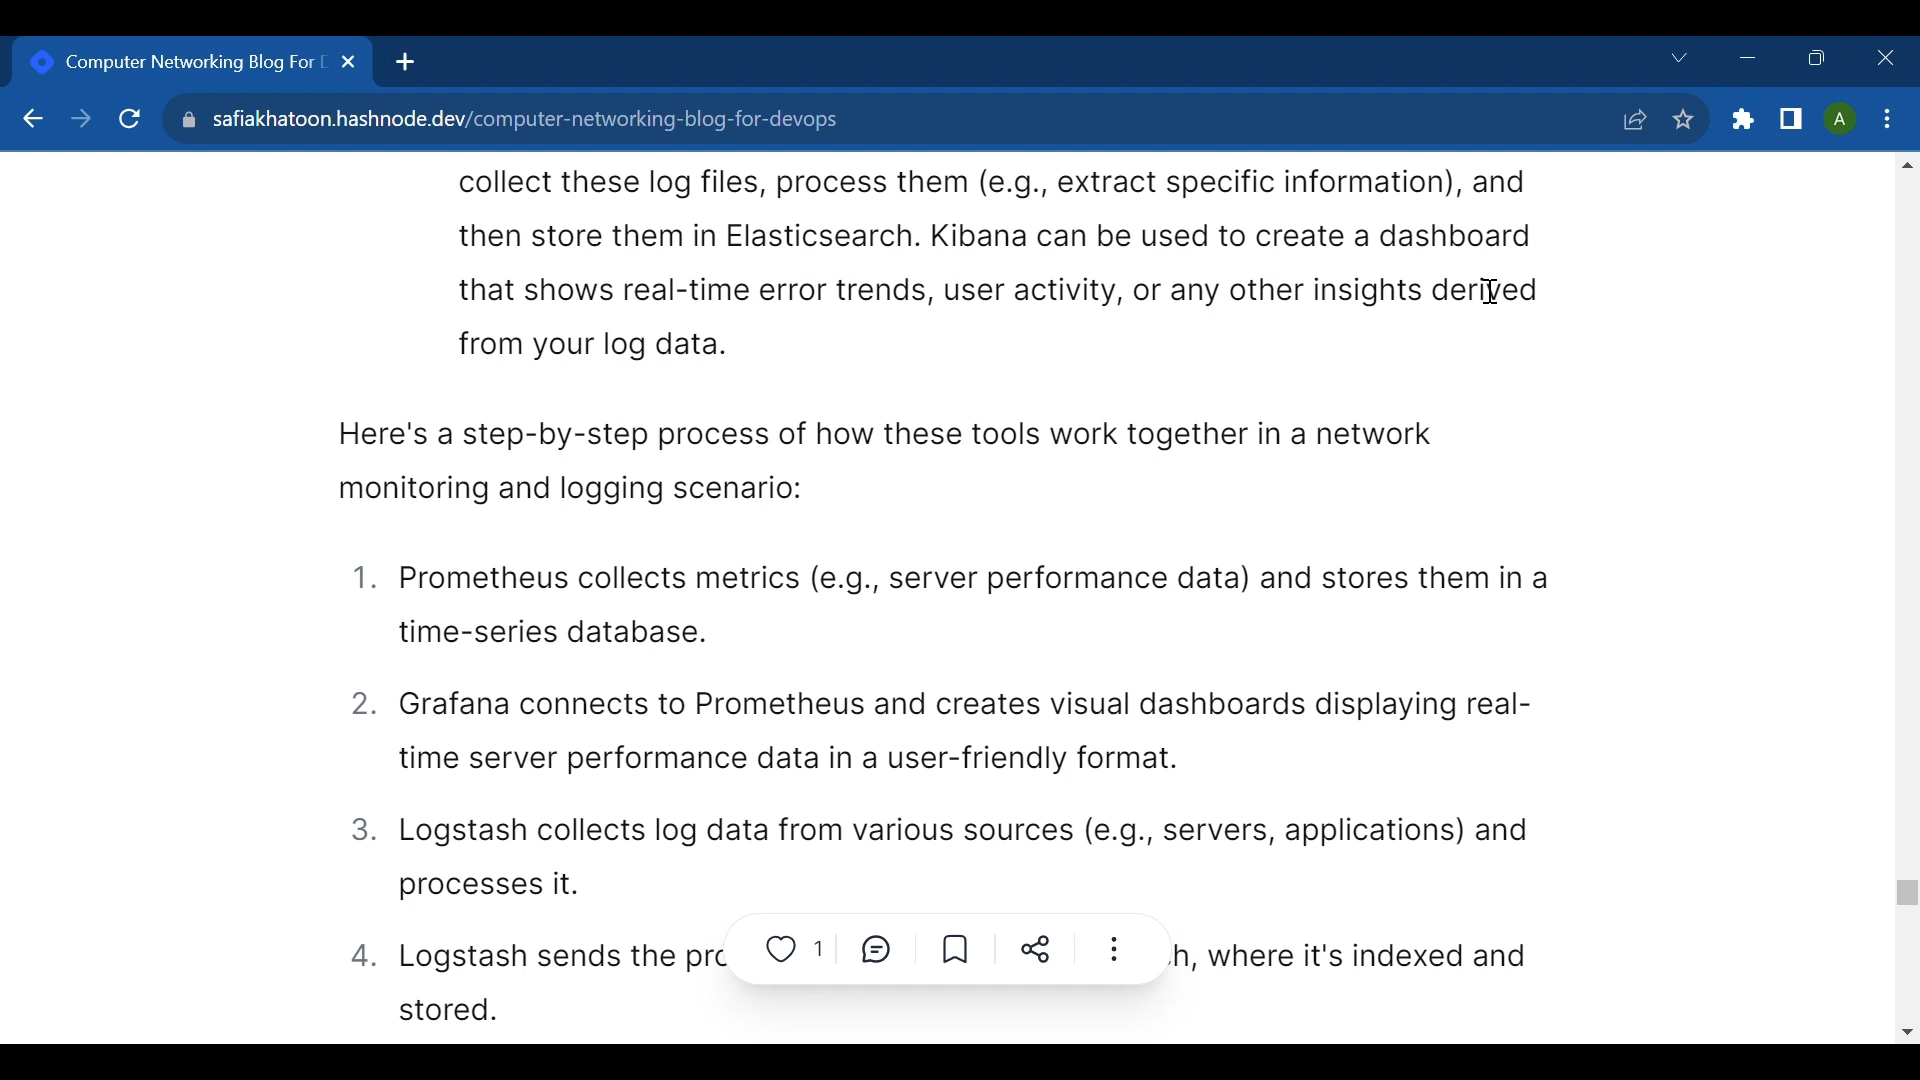 Computer Networking Blog For D
safiakhatoon.hashnode.dev/computer-networking-blog-for-devops
A
collect these log files, process them (e.g., extract specific information), and
then store them in Elasticsearch. Kibana can be used to create a dashboard
that shows real-time error trends, user activity, or any other insights derived
from your log data.
Here's a step-by-step process of how these tools work together in a network
monitoring and logging scenario:
1. Prometheus collects metrics (e.g., server performance data) and stores them in a
time-series database.
2. Grafana connects to Prometheus and creates visual dashboards displaying real-
time server performance data in a user-friendly format.
3. Logstash collects log data from various sources (e.g., servers, applications) and
processes it.
4. Logstash sends the pro h, where it's indexed and
stored.
1